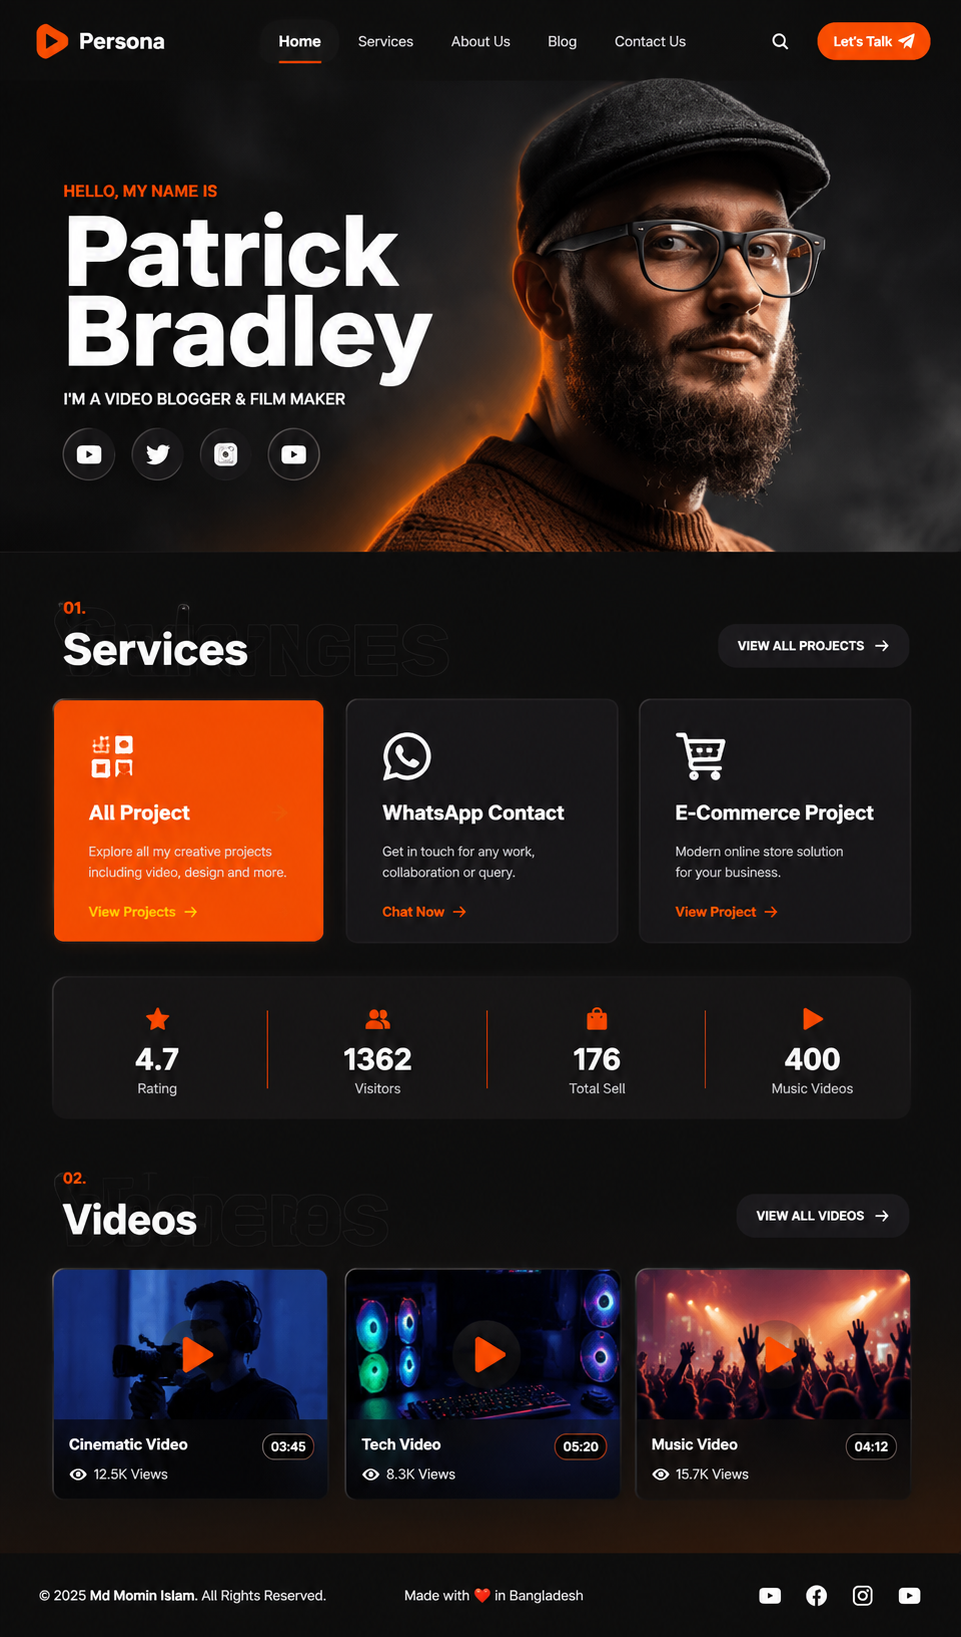 Persona
Home
Services
About Us
Blog
Contact Us
Let's Talk
HELLO, MY NAME IS
Patrick
Bradley
I'M A VIDEO BLOGGER & FILM MAKER
01.
Services
VIEW ALL PROJECTS
All Project
Explore all my creative projects
including video, design and more.
View Projects
WhatsApp Contact
Get in touch for any work,
collaboration or query.
Chat Now
E-Commerce Project
Modern online store solution
for your business.
View Project
4.7
Rating
1362
Visitors
176
Total Sell
400
Music Videos
02.
Videos
VIEW ALL VIDEOS
Cinematic Video
03:45
12.5K Views
Tech Video
05:20
8.3K Views
Music Video
04:12
15.7K Views
© 2025 Md Momin Islam. All Rights Reserved.
Made with ❤️ in Bangladesh